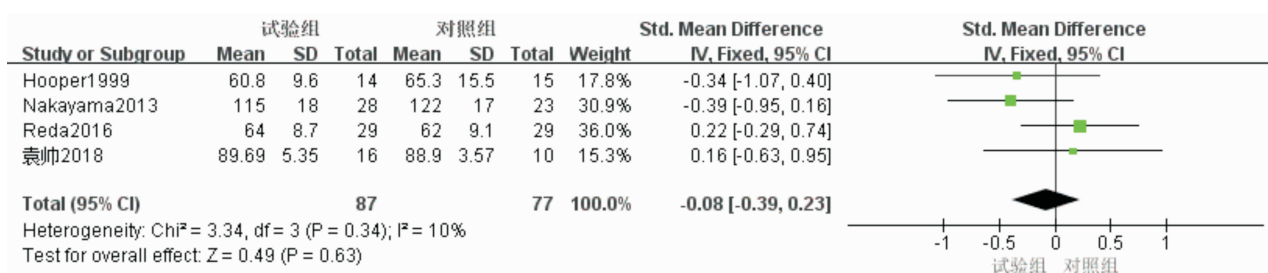 试验组 对照组 Std. Mean Difference Std. Mean Difference
Study or Subgroup Mean SD Total Mean SD Total Weight IV, Fixed, 95% CI IV, Fixed, 95% CI
Hooper1999 60.8 9.6 14 65.3 15.5 15 17.8% -0.34 [-1.07, 0.40]
Nakayama2013 115 18 28 122 17 23 30.9% -0.39 [-0.95, 0.16]
Reda2016 64 8.7 29 62 9.1 29 36.0% 0.22 [-0.29, 0.74]
袁帅2018 89.69 5.35 16 88.9 3.57 10 15.3% 0.16 [-0.63, 0.95]
Total (95% CI) 87 77 100.0% -0.08 [-0.39, 0.23]
Heterogeneity: Chi² = 3.34, df = 3 (P = 0.34); I² = 10%
Test for overall effect: Z = 0.49 (P = 0.63)
-1 -0.5 0 0.5 1
试验组 对照组